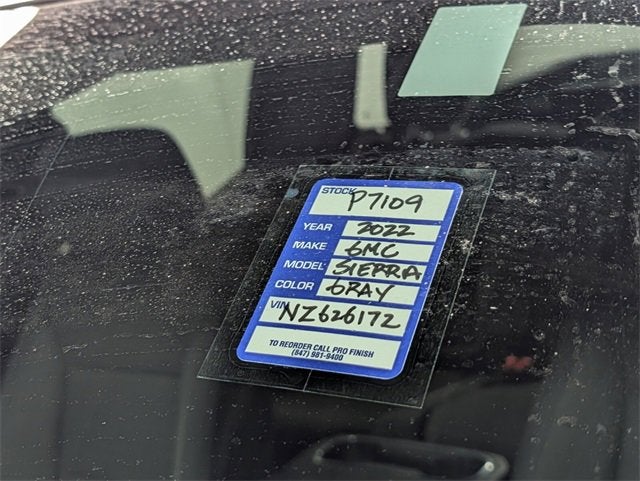 STOCK P7109
YEAR 2022
MAKE GMC
MODEL SIERRA
COLOR GRAY
VIN NZ626172
TO REORDER CALL PRO FINISH
(847) 981-9400